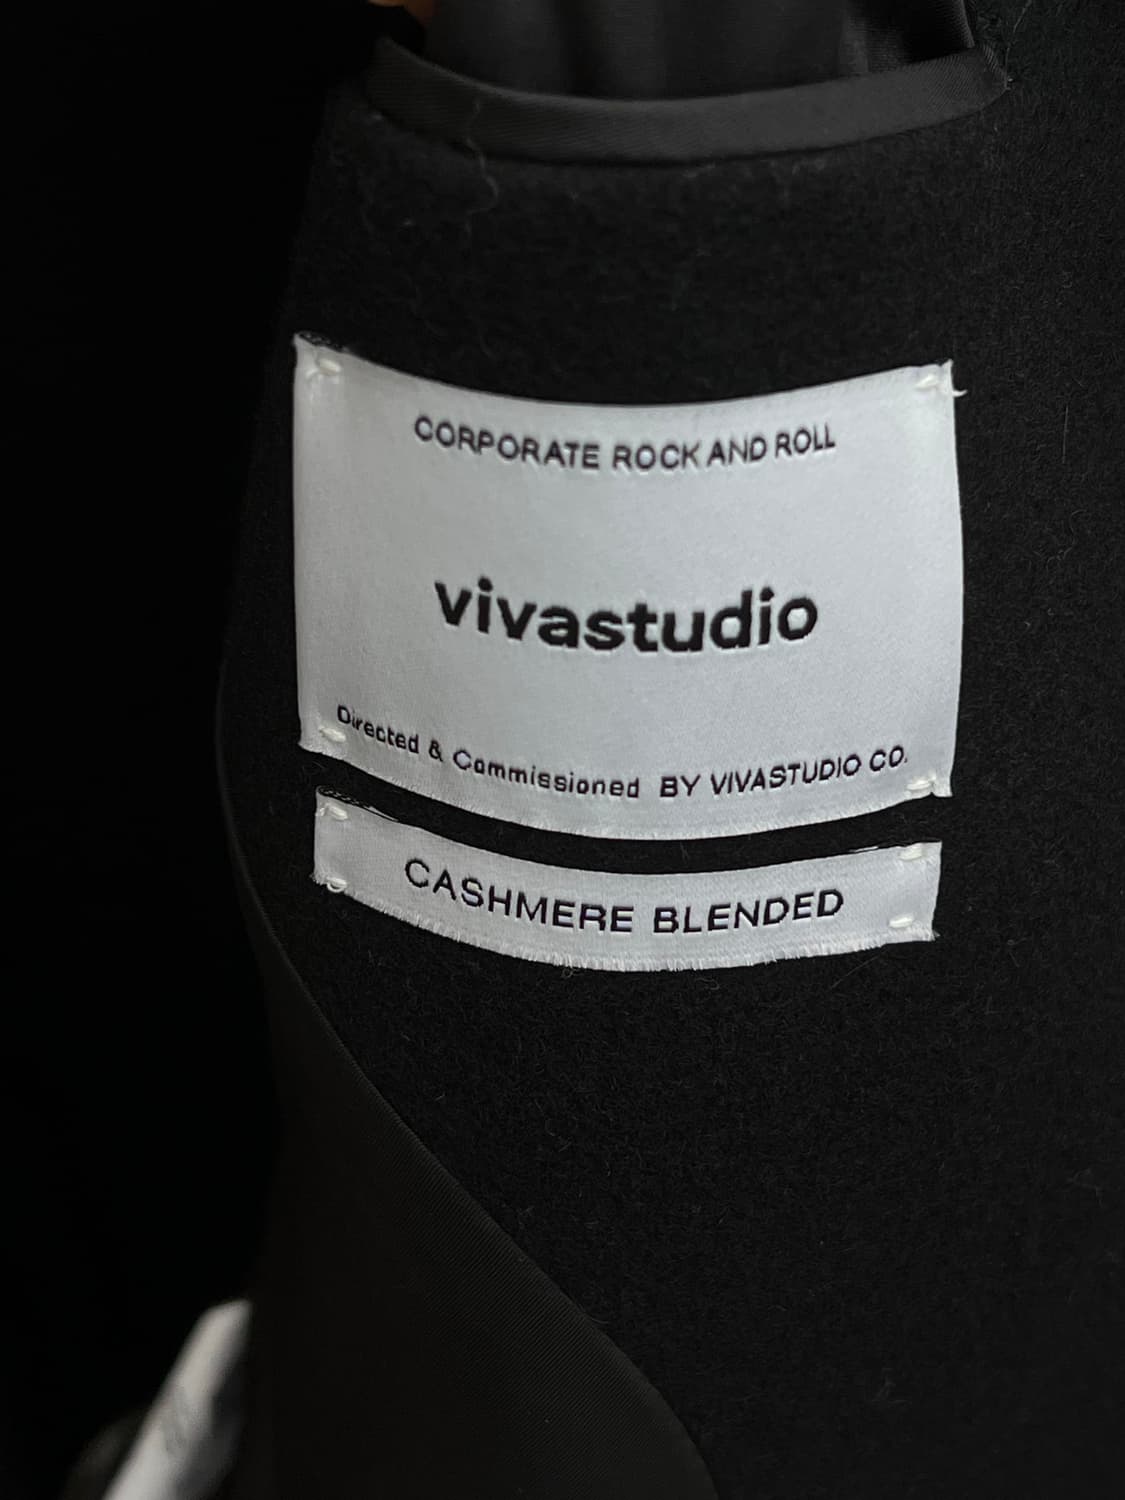 CORPORATE ROCK AND ROLL
vivastudio
Directed & Commissioned BY VIVASTUDIO CO.
CASHMERE BLENDED